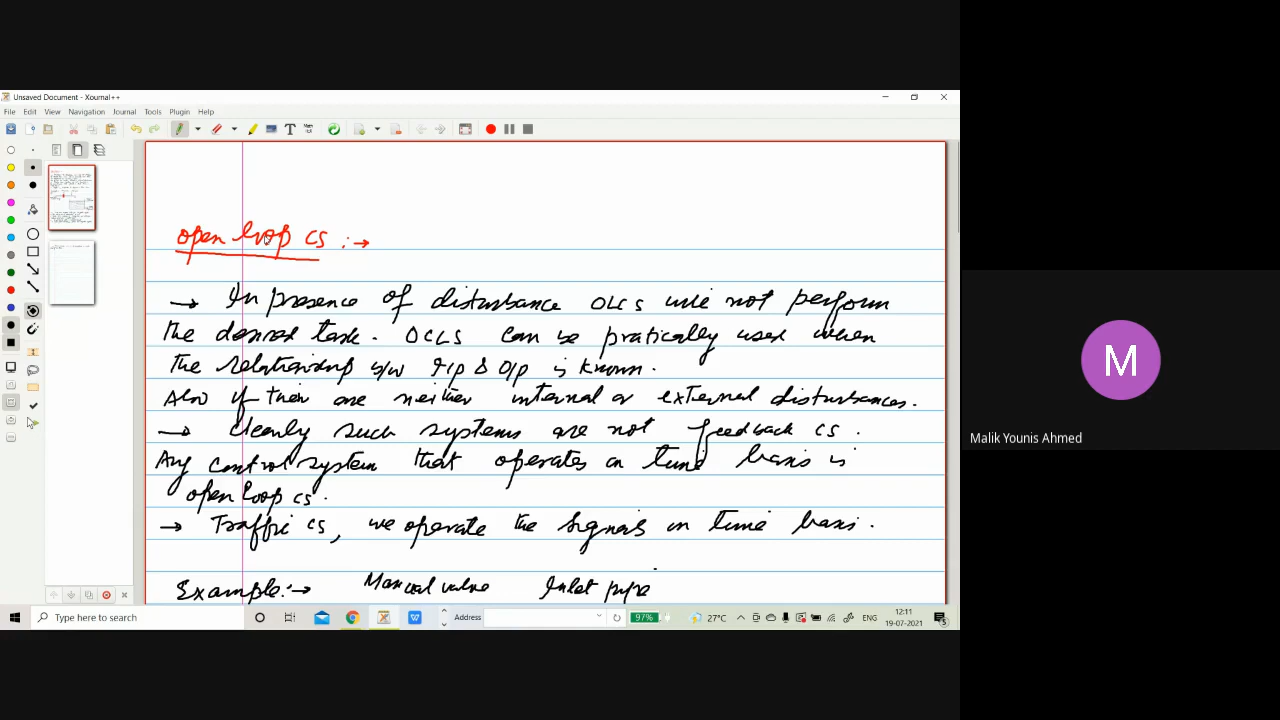 Unsaved Document - Xournal++
File Edit View Navigation Journal Tools Plugin Help
open loop CS :→
→ In presence of disturbance OLCS will not perform
the desired task. OCLS can be pratically used when
the relationship b/w I/p & O/p is known.
Also if their are neither internal or external disturbances.
→ Clearly such systems are not feedback CS.
Any control system that operates on time basis is
open loop CS.
→ Traffic CS, we operate the signals on time basis.
Example:→ Manual valve Inlet pipe
M
Malik Younis Ahmed
Type here to search
Address
97%
27°C
ENG
12:11
19-07-2021
5